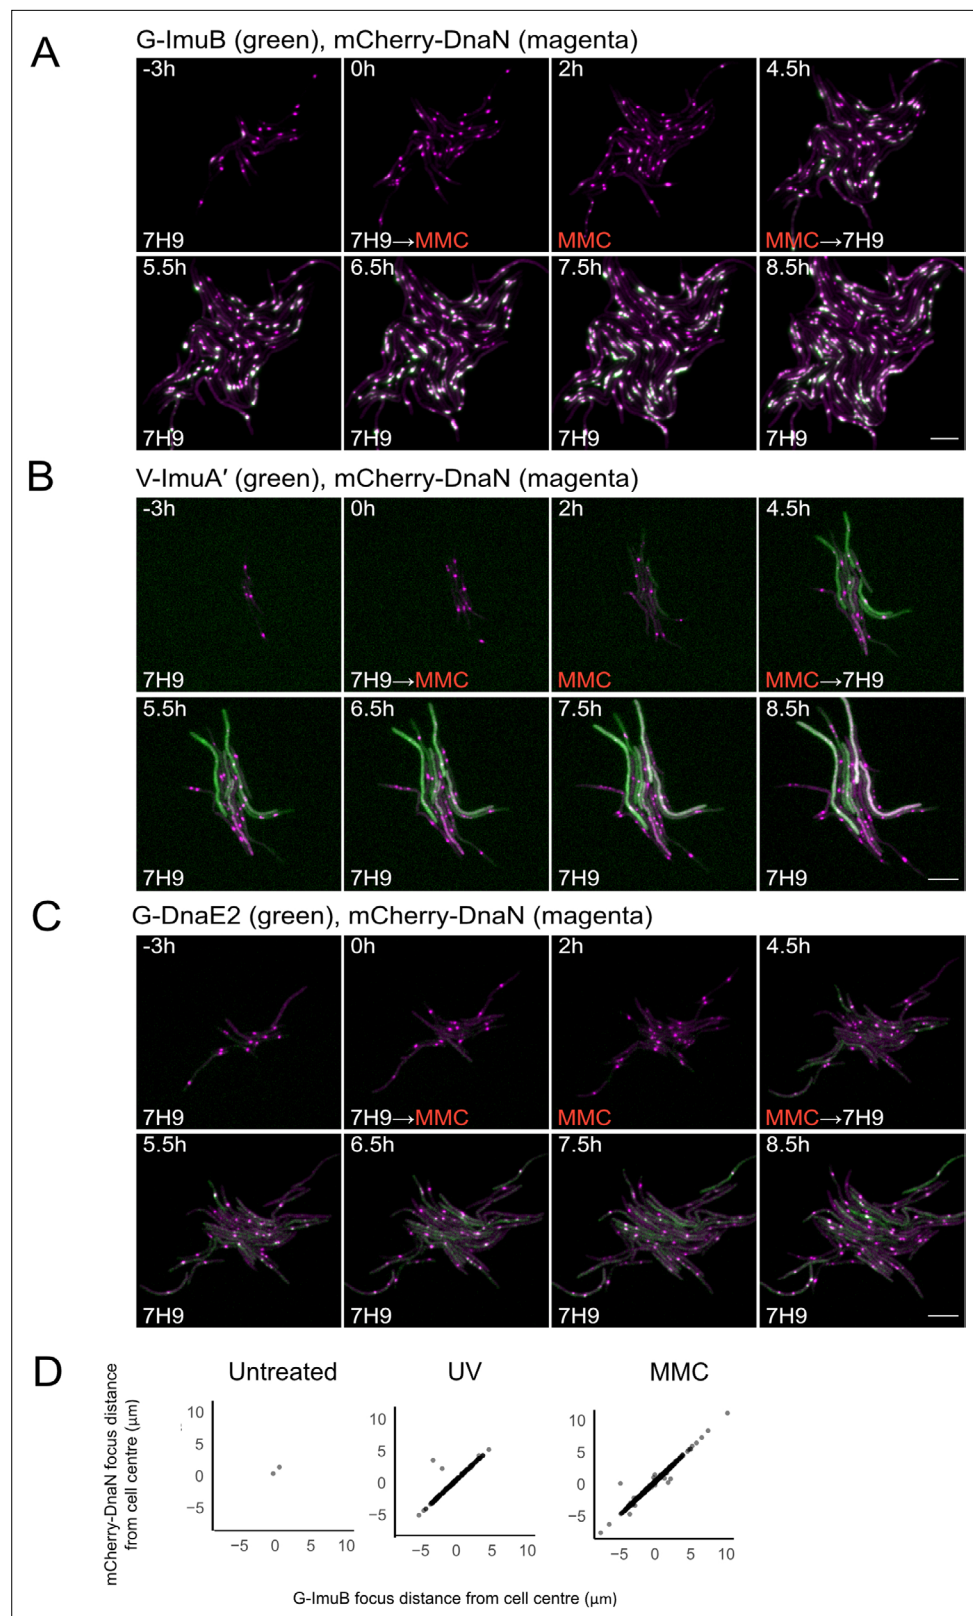 A
G-ImuB (green), mCherry-DnaN (magenta)
-3h 0h 2h 4.5h
7H9 7H9→MMC MMC MMC→7H9
5.5h 6.5h 7.5h 8.5h
7H9 7H9 7H9 7H9
B
V-ImuA′ (green), mCherry-DnaN (magenta)
-3h 0h 2h 4.5h
7H9 7H9→MMC MMC MMC→7H9
5.5h 6.5h 7.5h 8.5h
7H9 7H9 7H9 7H9
C
G-DnaE2 (green), mCherry-DnaN (magenta)
-3h 0h 2h 4.5h
7H9 7H9→MMC MMC MMC→7H9
5.5h 6.5h 7.5h 8.5h
7H9 7H9 7H9 7H9
D
Untreated UV MMC
mCherry-DnaN focus distance
from cell centre (μm)
10 10 10
5 5 5
0 0 0
−5 −5 −5
−5 0 5 10 −5 0 5 10 −5 0 5 10
G-ImuB focus distance from cell centre (μm)